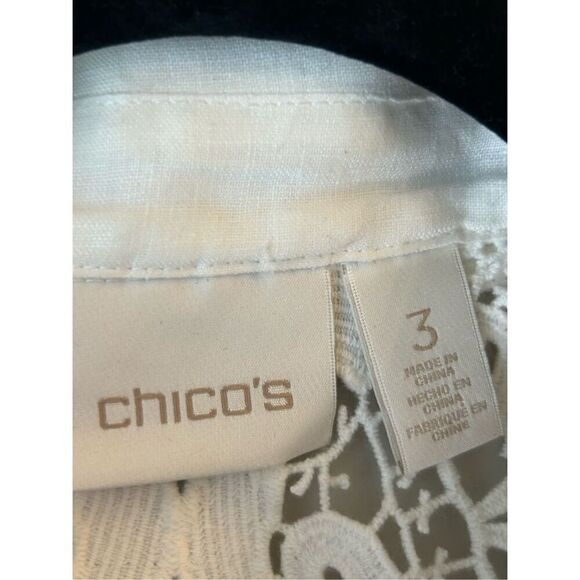 chico's
3
MADE IN
CHINA
HECHO EN
CHINA
FABRIQUÉ EN
CHINE